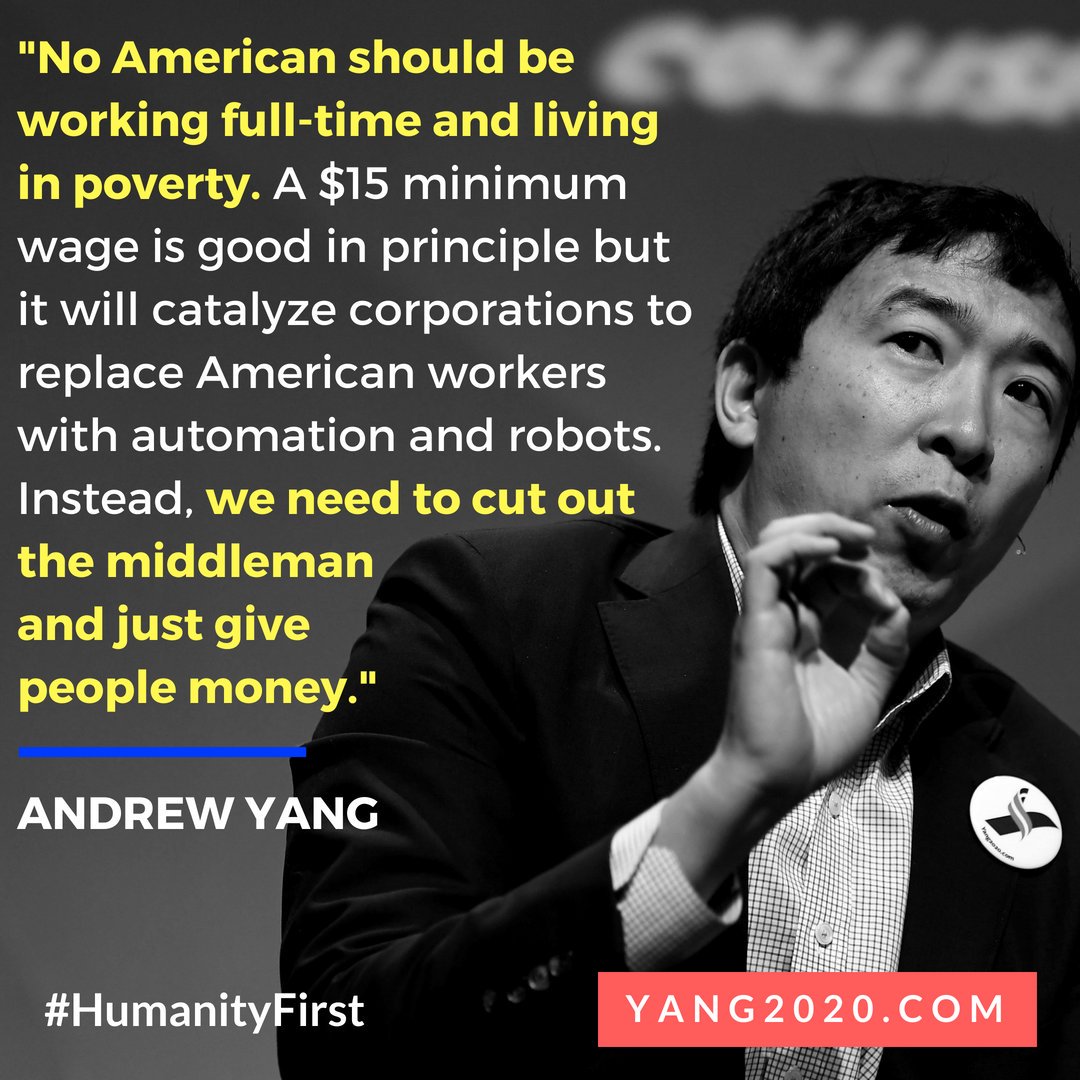 "No American should be
working full-time and living
in poverty. A $15 minimum
wage is good in principle but
it will catalyze corporations to
replace American workers
with automation and robots.
Instead, we need to cut out
the middleman
and just give
people money."
ANDREW YANG
Yang2020.com
#HumanityFirst
YANG2020.COM